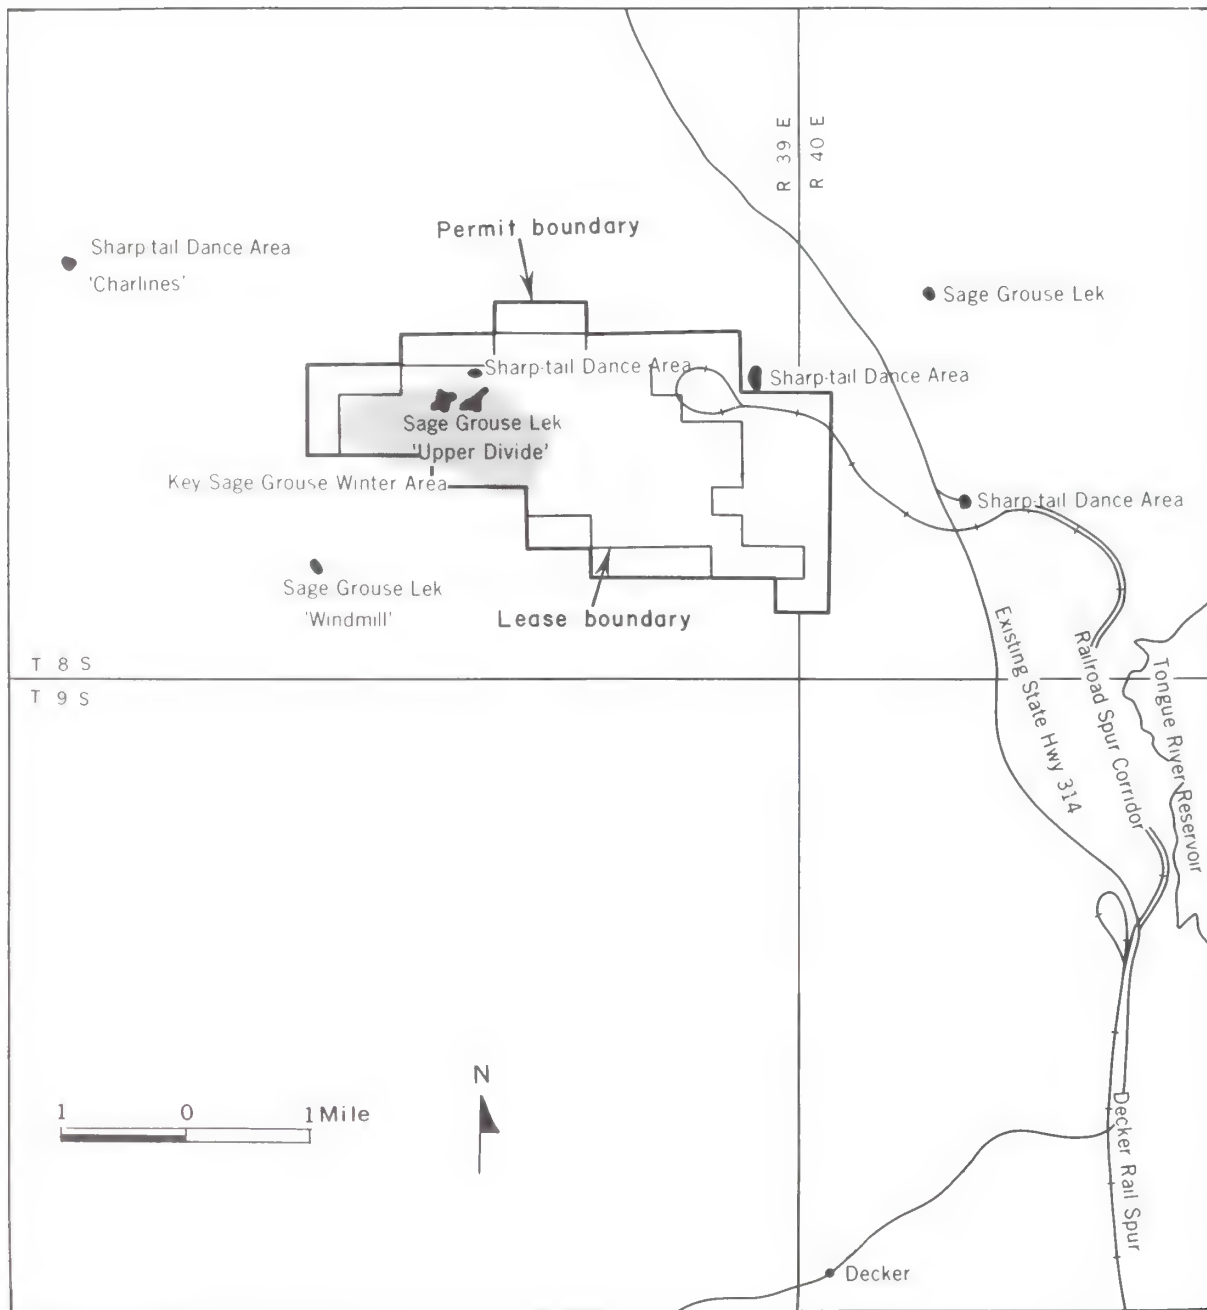 R 39 E
R 40 E
Permit boundary
Sharp-tail Dance Area
'Charlines'
Sage Grouse Lek
Sharp-tail Dance Area
Sharp-tail Dance Area
Sage Grouse Lek
'Upper Divide'
Key Sage Grouse Winter Area
Sharp-tail Dance Area
Sage Grouse Lek
'Windmill'
Lease boundary
T 8 S
T 9 S
Existing State Hwy 314
Railroad Spur Corridor
Tongue River Reservoir
N
1 0 1 Mile
Decker Rail Spur
Decker